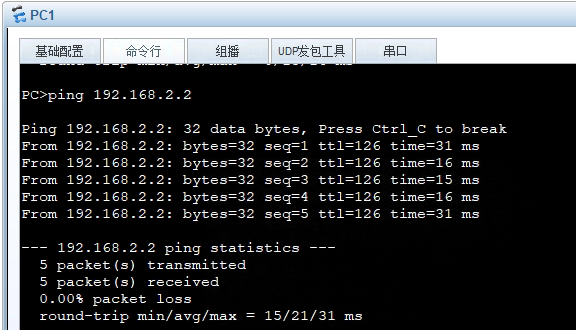 PC1
基础配置 命令行 组播 UDP发包工具 串口
PC>ping 192.168.2.2
Ping 192.168.2.2: 32 data bytes, Press Ctrl_C to break
From 192.168.2.2: bytes=32 seq=1 ttl=126 time=31 ms
From 192.168.2.2: bytes=32 seq=2 ttl=126 time=16 ms
From 192.168.2.2: bytes=32 seq=3 ttl=126 time=15 ms
From 192.168.2.2: bytes=32 seq=4 ttl=126 time=16 ms
From 192.168.2.2: bytes=32 seq=5 ttl=126 time=31 ms
--- 192.168.2.2 ping statistics ---
5 packet(s) transmitted
5 packet(s) received
0.00% packet loss
round-trip min/avg/max = 15/21/31 ms